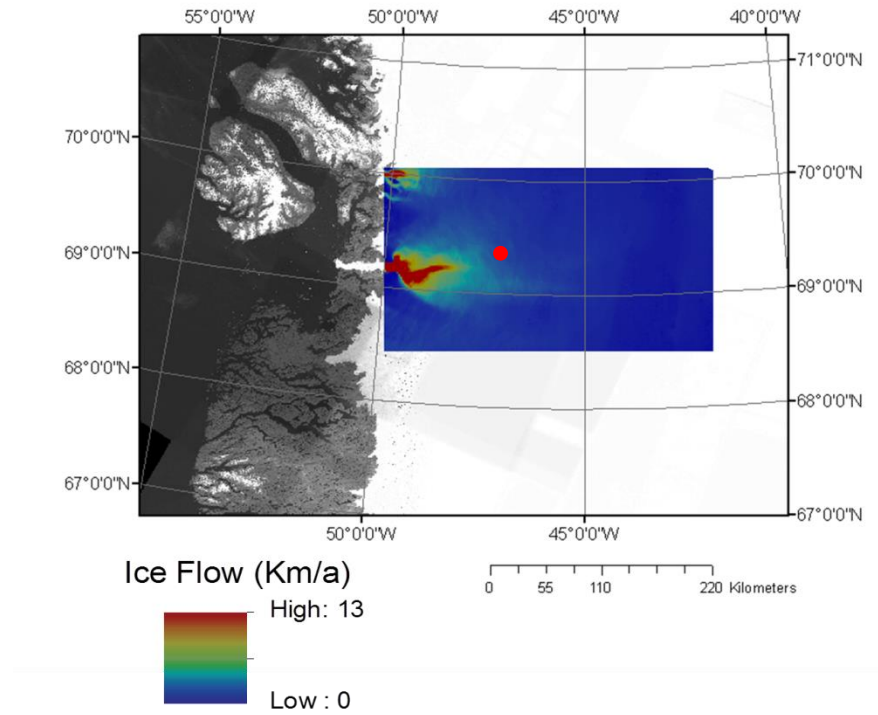 55°0'0"W 50°0'0"W 45°0'0"W 40°0'0"W
71°0'0"N
70°0'0"N 70°0'0"N
69°0'0"N 69°0'0"N
68°0'0"N 68°0'0"N
67°0'0"N 67°0'0"N
50°0'0"W 45°0'0"W
Ice Flow (Km/a)
High: 13
Low : 0
0 55 110 220 Kilometers